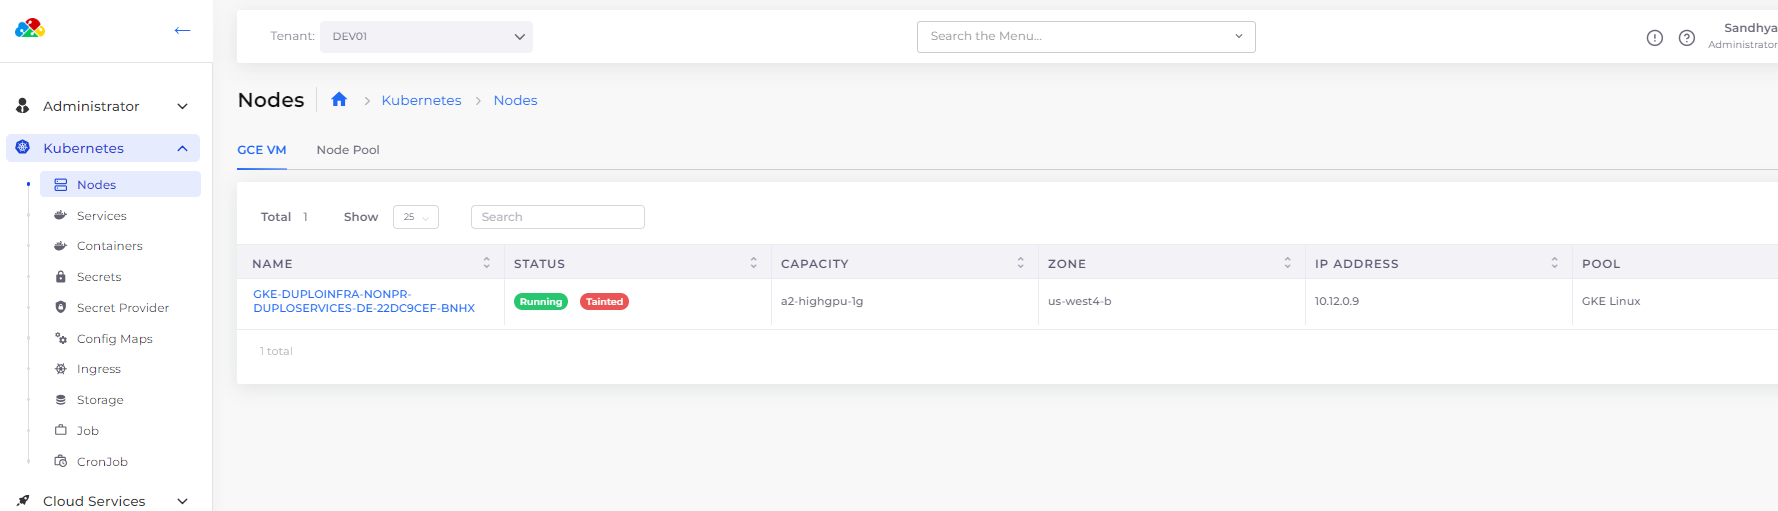 Tenant: DEV01
Search the Menu...
Sandhya
Administrator
Administrator
Kubernetes
Nodes
Services
Containers
Secrets
Secret Provider
Config Maps
Ingress
Storage
Job
CronJob
Cloud Services
Nodes
Kubernetes
Nodes
GCE VM
Node Pool
Total 1 Show 25 Search
NAME STATUS CAPACITY ZONE IP ADDRESS POOL
GKE-DUPLOINFRA-NONPR-
DUPLOSERVICES-DE-22DC9CEF-BNHX
Running Tainted a2-highgpu-1g us-west4-b 10.12.0.9 GKE Linux
1 total